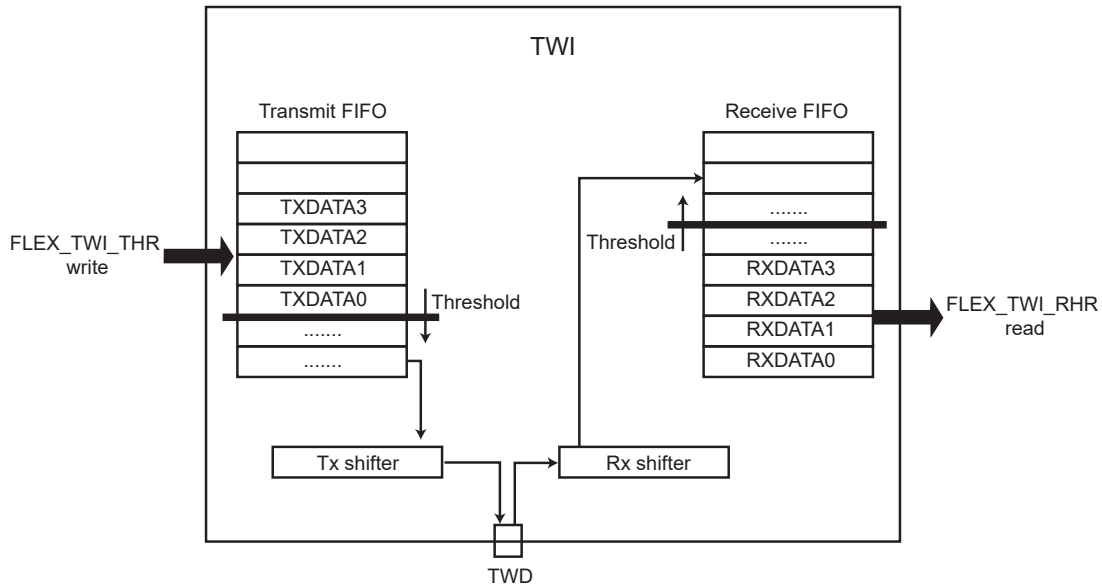 TWI
Transmit FIFO
TXDATA3
TXDATA2
TXDATA1
TXDATA0
.......
.......
FLEX_TWI_THR
write
Threshold
Receive FIFO
.......
.......
RXDATA3
RXDATA2
RXDATA1
RXDATA0
Threshold
FLEX_TWI_RHR
read
Tx shifter
Rx shifter
TWD